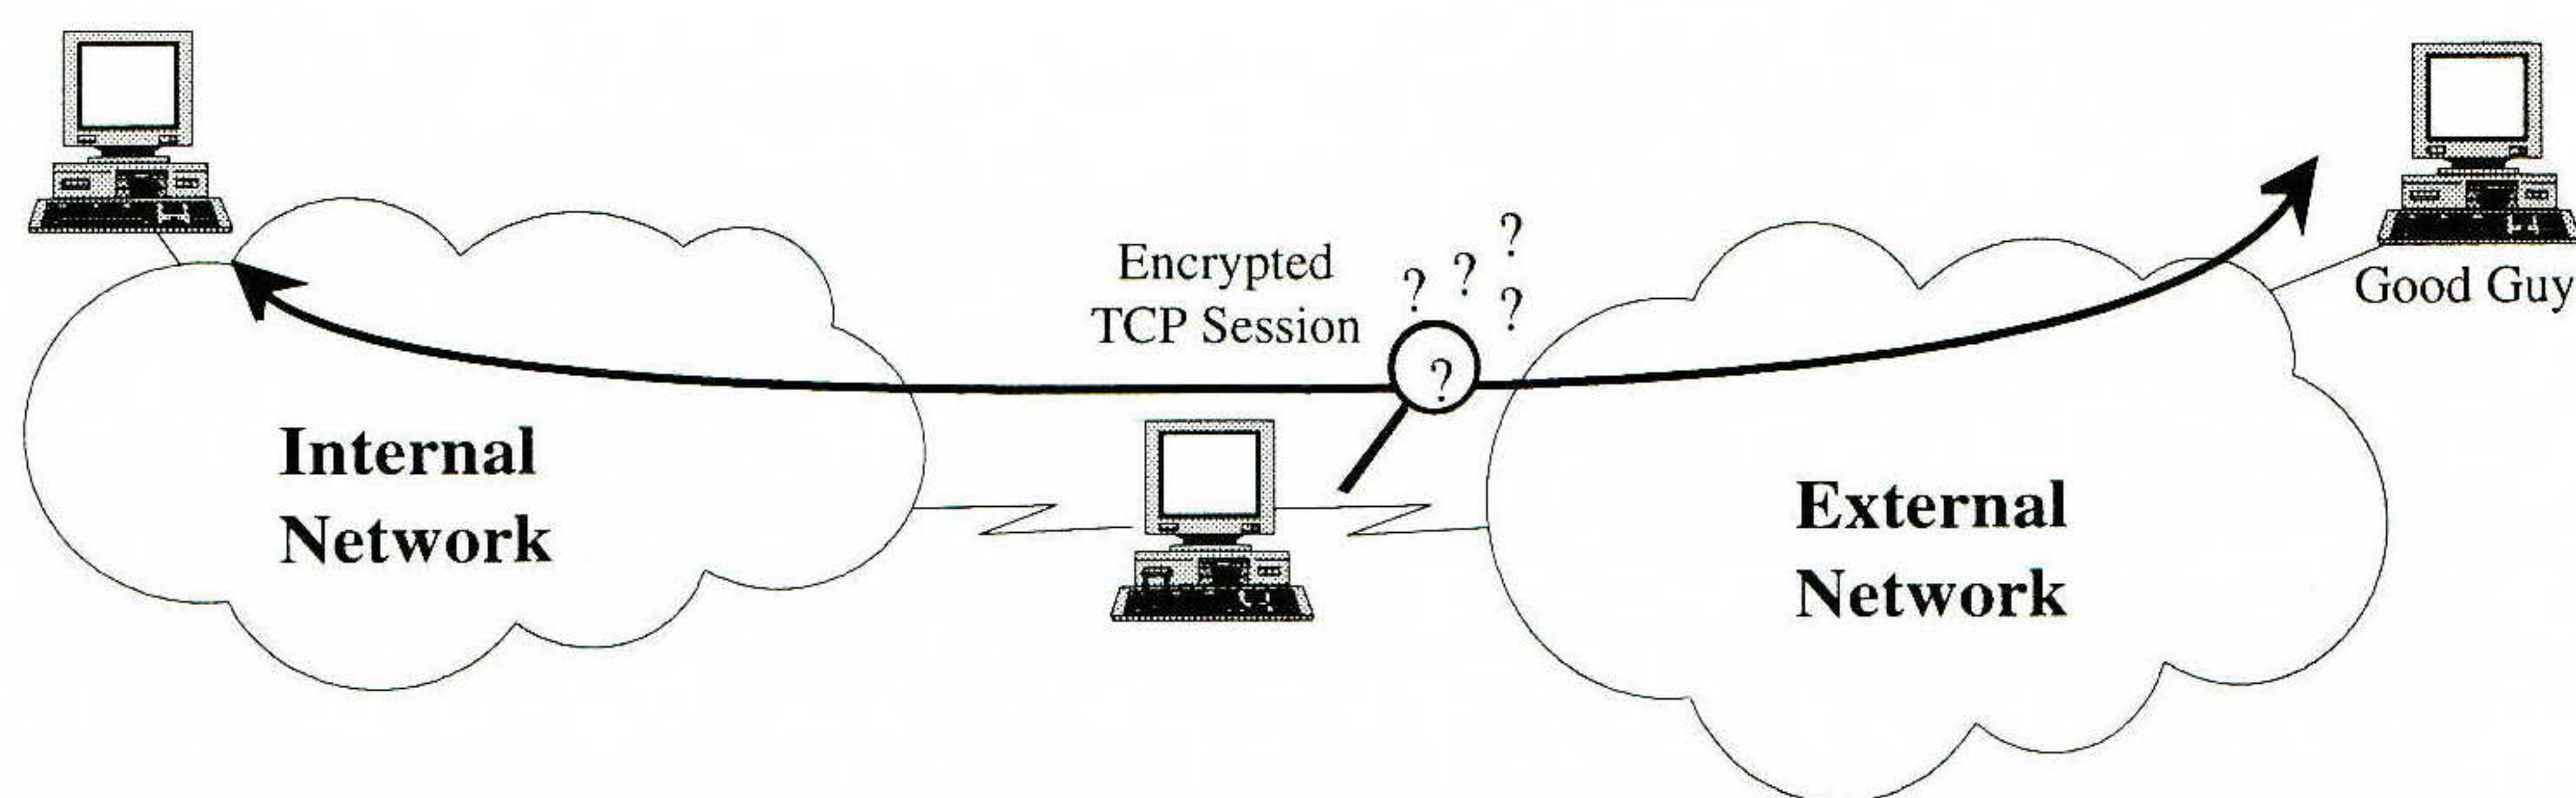 Encrypted
TCP Session
?
?
?
?
?
Good Guy
Internal
Network
External
Network